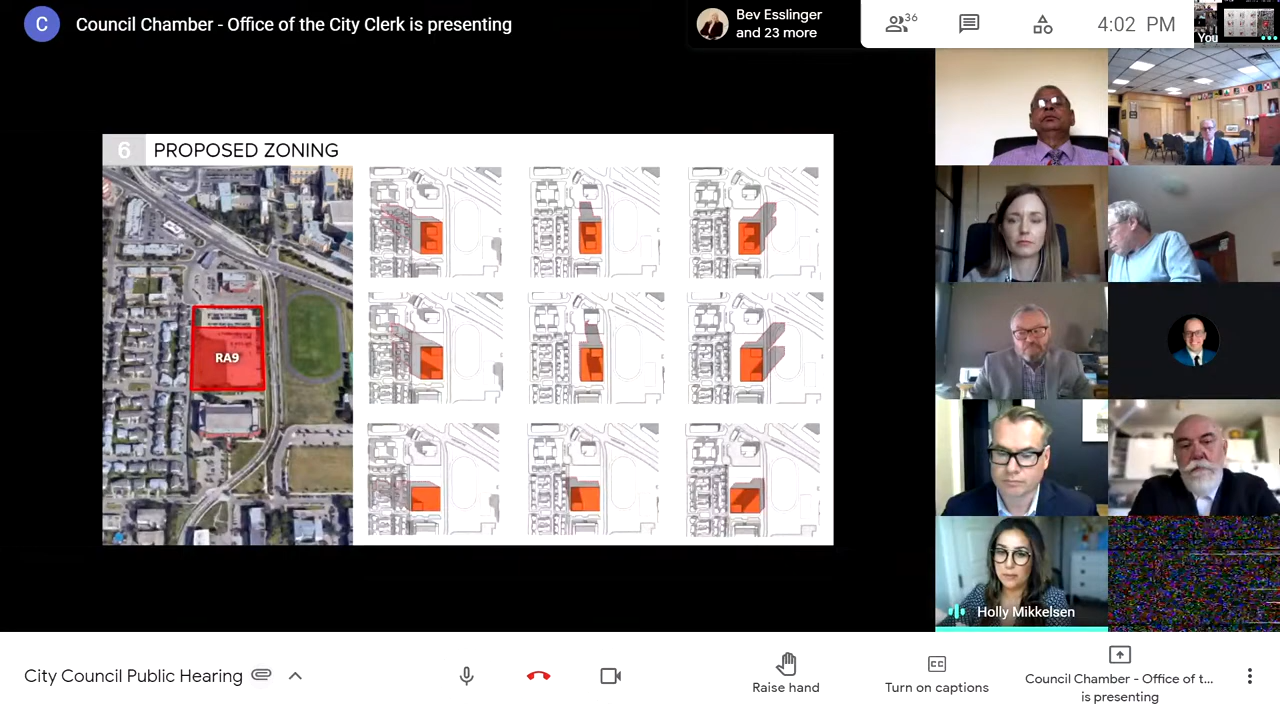 C
Council Chamber - Office of the City Clerk is presenting
Bev Esslinger
and 23 more
36
4:02 PM
You
6 PROPOSED ZONING
RA9
Holly Mikkelsen
City Council Public Hearing
Raise hand
CC
Turn on captions
Council Chamber - Office of t...
is presenting